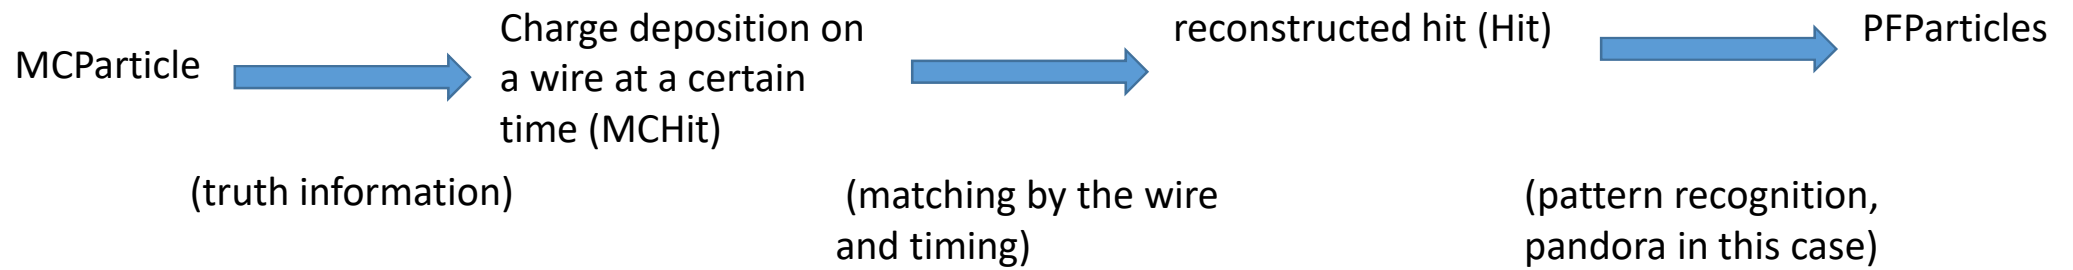 MCParticle
Charge deposition on
a wire at a certain
time (MCHit)
reconstructed hit (Hit)
PFParticles
(truth information)
(matching by the wire
and timing)
(pattern recognition,
pandora in this case)